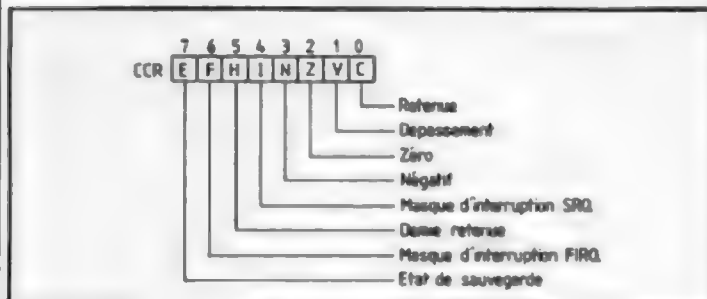 7 6 5 4 3 2 1 0
CCR E F H I N Z V C
Retenue
Depassement
Zéro
Négatif
Masque d'interruption SRQ.
Demie retenue
Masque d'interruption FIRQ.
Etat de sauvegarde